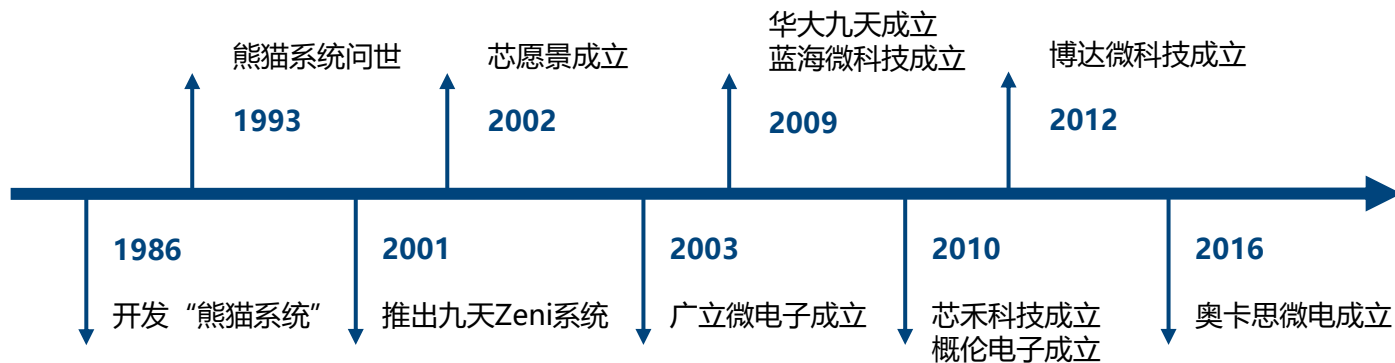 熊猫系统问世
1993
芯愿景成立
2002
华大九天成立
蓝海微科技成立
2009
博达微科技成立
2012
1986
开发“熊猫系统”
2001
推出九天Zeni系统
2003
广立微电子成立
2010
芯禾科技成立
概伦电子成立
2016
奥卡思微电成立